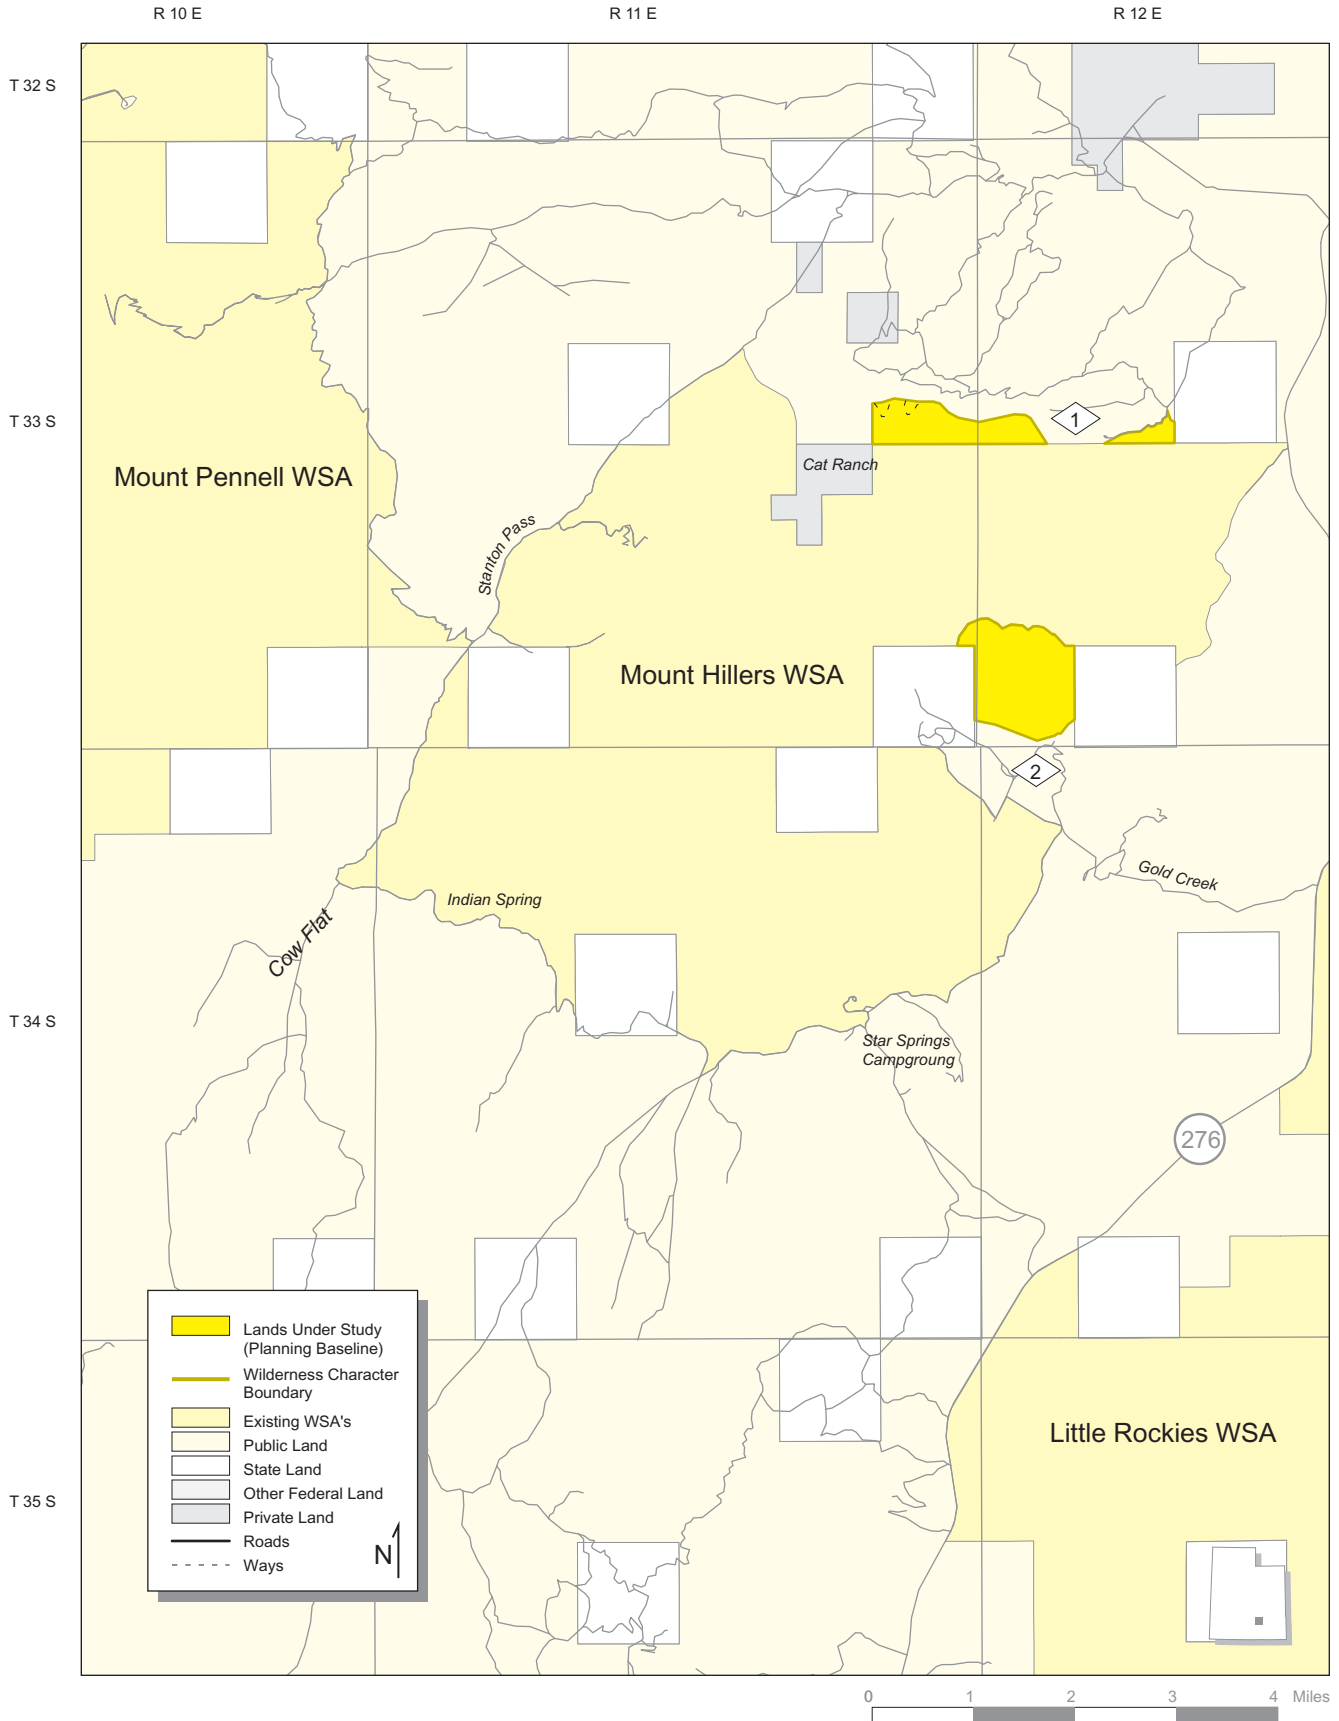 R 10 E
R 11 E
R 12 E
T 32 S
T 33 S
1
Cat Ranch
Mount Pennell WSA
Stanton Pass
Mount Hillers WSA
2
Gold Creek
Indian Spring
Cow Flat
T 34 S
Star Springs
Campgroung
276
Lands Under Study
(Planning Baseline)
Wilderness Character
Boundary
Existing WSA's
Public Land
State Land
Other Federal Land
Private Land
Roads
Ways
N
Little Rockies WSA
T 35 S
0 1 2 3 4 Miles